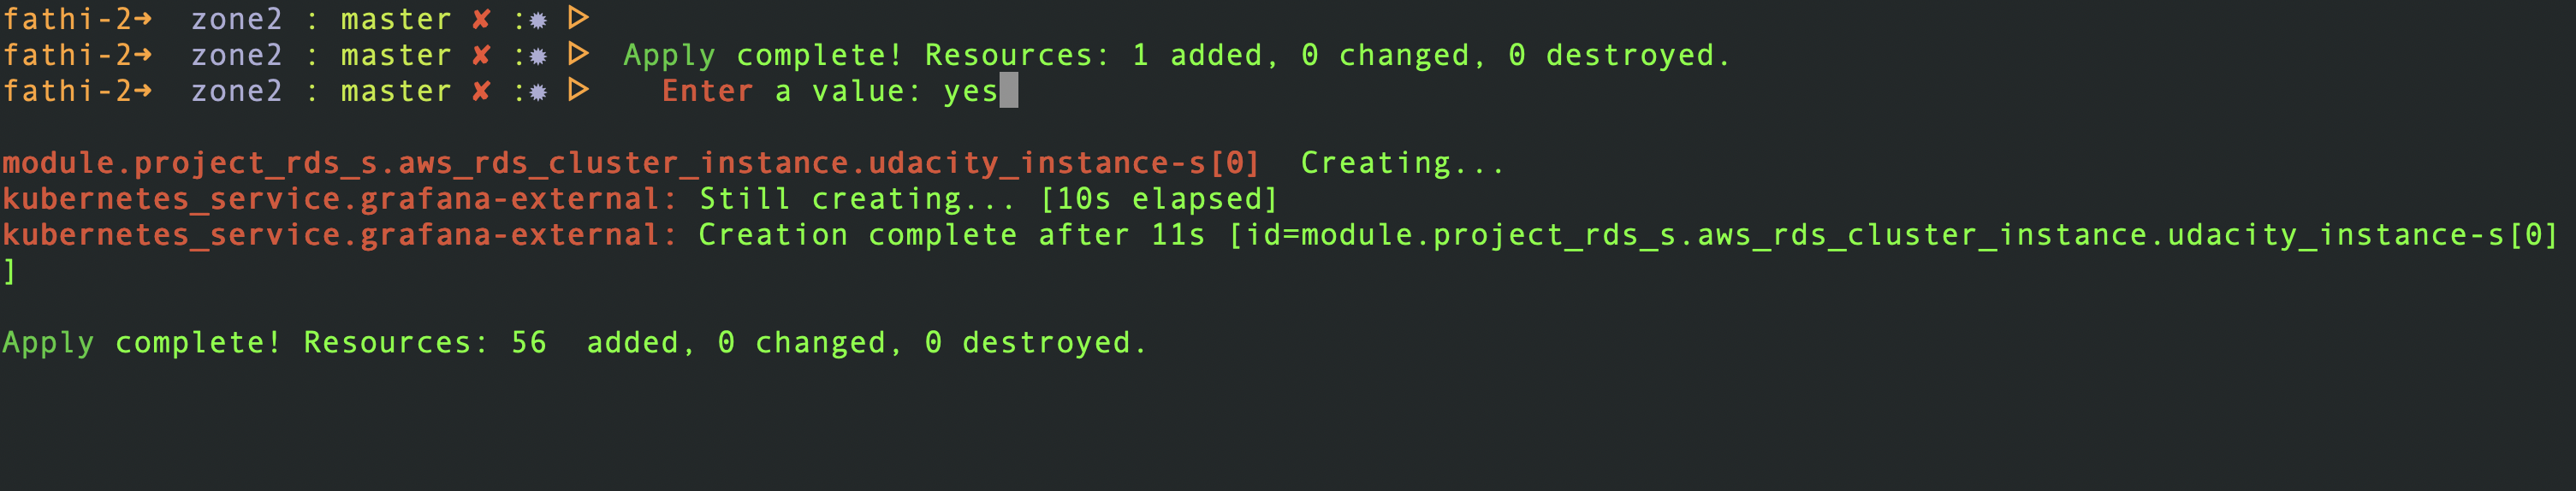 fathi-2➜ zone2 : master ✘ :✹ ▷
fathi-2➜ zone2 : master ✘ :✹ ▷ Apply complete! Resources: 1 added, 0 changed, 0 destroyed.
fathi-2➜ zone2 : master ✘ :✹ ▷ Enter a value: yes
module.project_rds_s.aws_rds_cluster_instance.udacity_instance-s[0] Creating...
kubernetes_service.grafana-external: Still creating... [10s elapsed]
kubernetes_service.grafana-external: Creation complete after 11s [id=module.project_rds_s.aws_rds_cluster_instance.udacity_instance-s[0]
]
Apply complete! Resources: 56 added, 0 changed, 0 destroyed.